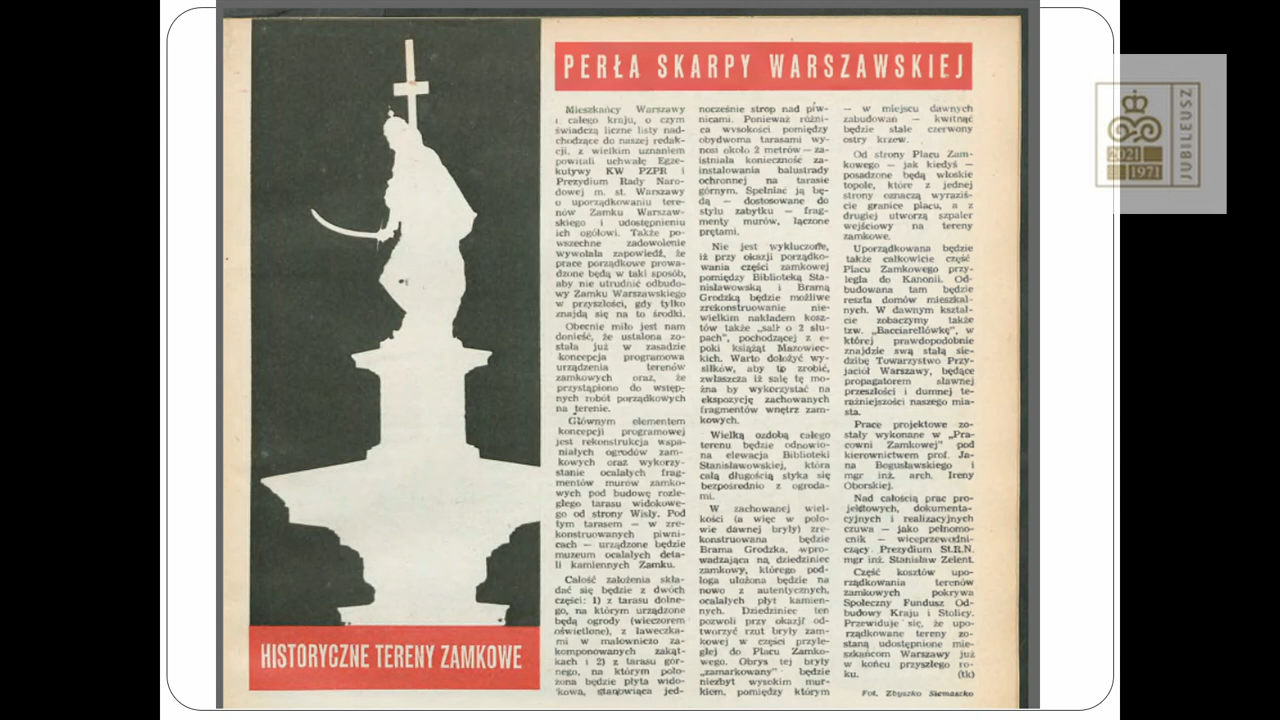 PERŁA SKARPY WARSZAWSKIEJ
Mieszkańcy Warszawy
i całego kraju, o czym
świadczą liczne listy nad-
chodzące do naszej redak-
cji, z wielkim uznaniem
powitali uchwałę Egze-
kutywy KW PZPR i
Prezydium Rady Naro-
dowej m. st. Warszawy
o uporządkowaniu tere-
nów Zamku Warszaw-
skiego i udostępnieniu
ich ogółowi. Także po-
wszechne zadowolenie
wywołała zapowiedź, że
prace porządkowe prowa-
dzone będą w taki sposób,
aby nie utrudnić odbudo-
wy Zamku Warszawskiego
w przyszłości, gdy tylko
znajdą się na to środki.
Obecnie miło jest nam
donieść, że ustalona zo-
stała już w zasadzie
koncepcja programowa
urządzenia terenów
zamkowych oraz, że
przystąpiono do wstęp-
nych robót porządkowych
na terenie.
Głównym elementem
koncepcji programowej
jest rekonstrukcja wspa-
niałych ogrodów zam-
kowych oraz wykorzy-
stanie ocalałych frag-
mentów murów zamko-
wych pod budowę rozle-
głego tarasu widokowe-
go od strony Wisły. Pod
tym tarasem — w zre-
konstruowanych piwni-
cach — urządzone będzie
muzeum ocalałych deta-
li kamiennych Zamku.
Całość założenia skła-
dać się będzie z dwóch
części: 1) z tarasu dolne-
go, na którym urządzone
będą ogrody (wieczorem
oświetlone), z ławeczka-
mi w malowniczo za-
komponowanych zakąt-
kach i 2) z tarasu gór-
nego, na którym poło-
żona będzie płyta wido-
kowa, stanowiąca jed-
nocześnie strop nad piw-
nicami. Ponieważ różni-
ca wysokości pomiędzy
obydwoma tarasami wy-
nosi około 2 metrów — za-
istniała konieczność za-
instalowania balustrady
ochronnej na tarasie
górnym. Spełniać ją bę-
dą — dostosowane do
stylu zabytku — frag-
menty murów, łączone
prętami.
Nie jest wykluczone,
iż przy okazji porządko-
wania części zamkowej
pomiędzy Biblioteką Sta-
nisławowską i Bramą
Grodzką będzie możliwe
zrekonstruowanie nie-
wielkim nakładem kosz-
tów także „sali o 2 słu-
pach", pochodzącej z e-
poki książąt Mazowiec-
kich. Warto dołożyć wy-
siłków, aby to zrobić,
zwłaszcza iż salę tę mo-
żna by wykorzystać na
ekspozycję zachowanych
fragmentów wnętrz zam-
kowych.
Wielką ozdobą całego
terenu będzie odnowio-
na elewacja Biblioteki
Stanisławowskiej, która
całą długością styka się
bezpośrednio z ogroda-
mi.
W zachowanej wiel-
kości (a więc w poło-
wie dawnej bryły) zre-
konstruowana będzie
Brama Grodzka, wpro-
wadzająca na dziedziniec
zamkowy, którego pod-
łoga ułożona będzie na
nowo z autentycznych,
ocalałych płyt kamien-
nych. Dziedziniec ten
pozwoli przy okazji od-
tworzyć rzut bryły zam-
kowej w części przyle-
głej do Placu Zamko-
wego. Obrys tej bryły
„zamarkowany" będzie
niezbyt wysokim mur-
kiem, pomiędzy którym
— w miejscu dawnych
zabudowań — kwitnąć
będzie stale czerwony
ostry krzew.
Od strony Placu Zam-
kowego — jak kiedyś —
posadzone będą włoskie
topole, które z jednej
strony oznaczą wyraziś-
cie granice placu, a z
drugiej utworzą szpaler
wejściowy na tereny
zamkowe.
Uporządkowana będzie
także całkowicie część
Placu Zamkowego przy-
legła do Kanonii. Od-
budowana tam będzie
reszta domów mieszkal-
nych. W dawnym kształ-
cie zobaczymy także
tzw. „Bacciarellówkę", w
której prawdopodobnie
znajdzie swą stałą sie-
dzibę Towarzystwo Przy-
jaciół Warszawy, będące
propagatorem sławnej
przeszłości i dumnej te-
raźniejszości naszego mia-
sta.
Prace projektowe zo-
stały wykonane w „Pra-
cowni Zamkowej" pod
kierownictwem prof. Ja-
na Bogusławskiego i
mgr inż. arch. Ireny
Oborskiej.
Nad całością prac pro-
jektowych, dokumenta-
cyjnych i realizacyjnych
czuwa — jako pełnomo-
cnik — wiceprzewodni-
czący Prezydium St.R.N.
mgr inż. Stanisław Zelent.
Część kosztów upo-
rządkowania terenów
zamkowych pokrywa
Społeczny Fundusz Od-
budowy Kraju i Stolicy.
Przewiduje się, że upo-
rządkowane tereny zo-
staną udostępnione mie-
szkańcom Warszawy już
w końcu przyszłego ro-
ku. (tk)
Fot. Zbyszko Siemaszko
HISTORYCZNE TERENY ZAMKOWE
2021
1971
JUBILEUSZ